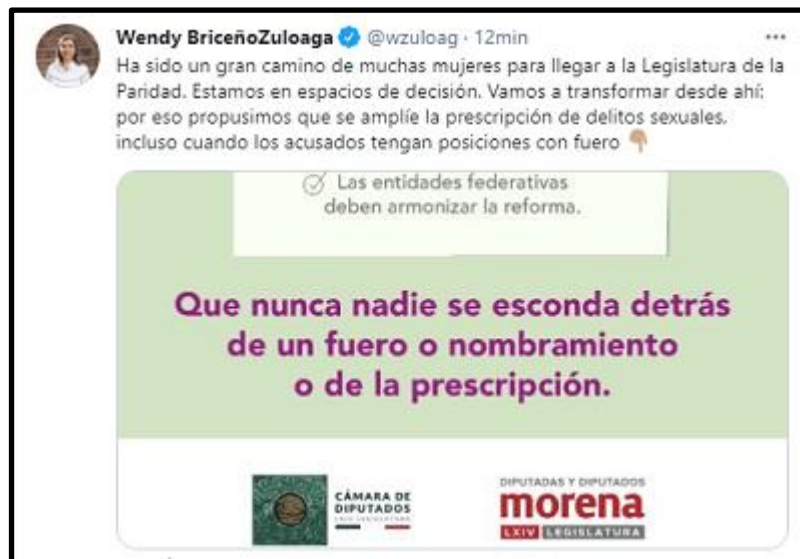 Wendy BriceñoZuloaga @wzuloag · 12min
Ha sido un gran camino de muchas mujeres para llegar a la Legislatura de la
Paridad. Estamos en espacios de decisión. Vamos a transformar desde ahí:
por eso propusimos que se amplíe la prescripción de delitos sexuales,
incluso cuando los acusados tengan posiciones con fuero
Las entidades federativas
deben armonizar la reforma.
Que nunca nadie se esconda detrás
de un fuero o nombramiento
o de la prescripción.
CÁMARA DE
DIPUTADOS
LXIV LEGISLATURA
DIPUTADAS Y DIPUTADOS
morena
LXIV LEGISLATURA